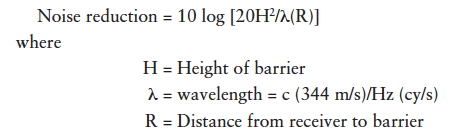 Noise reduction = 10 log [20H²/λ(R)]
where
H = Height of barrier
λ = wavelength = c (344 m/s)/Hz (cy/s)
R = Distance from receiver to barrier